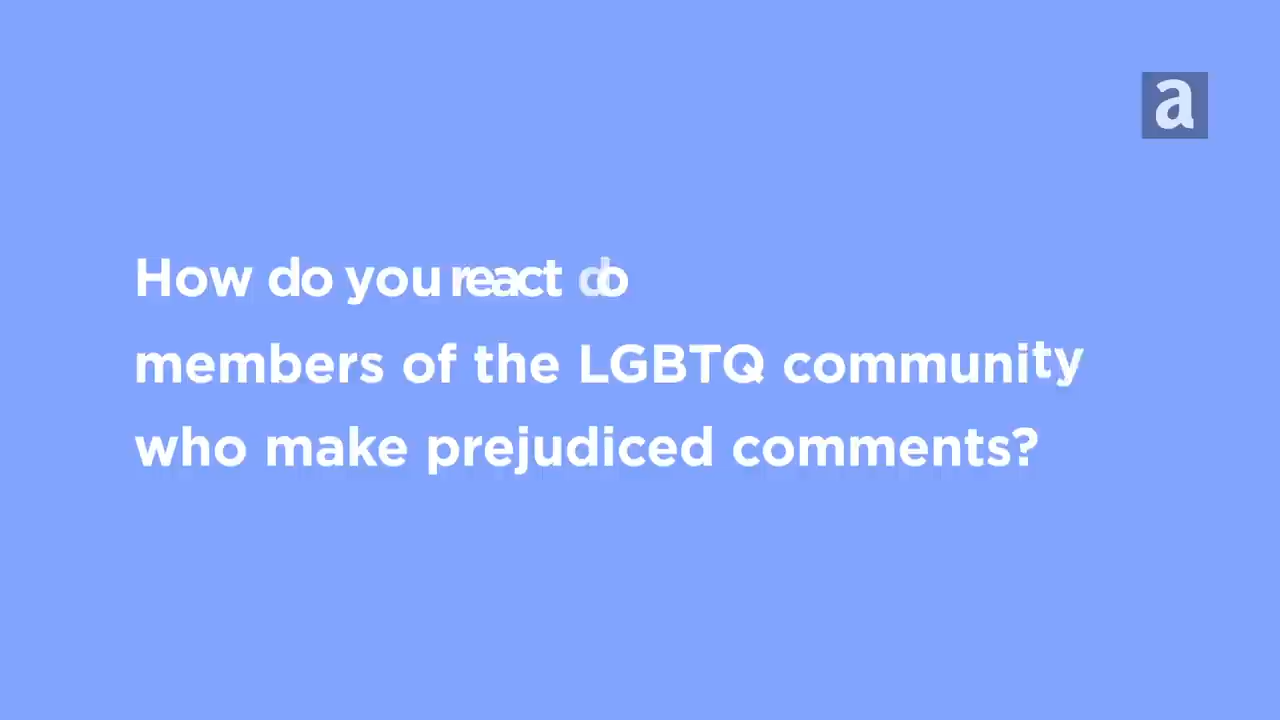 a
How do you react
members of the LGBTQ community
who make prejudiced comments?